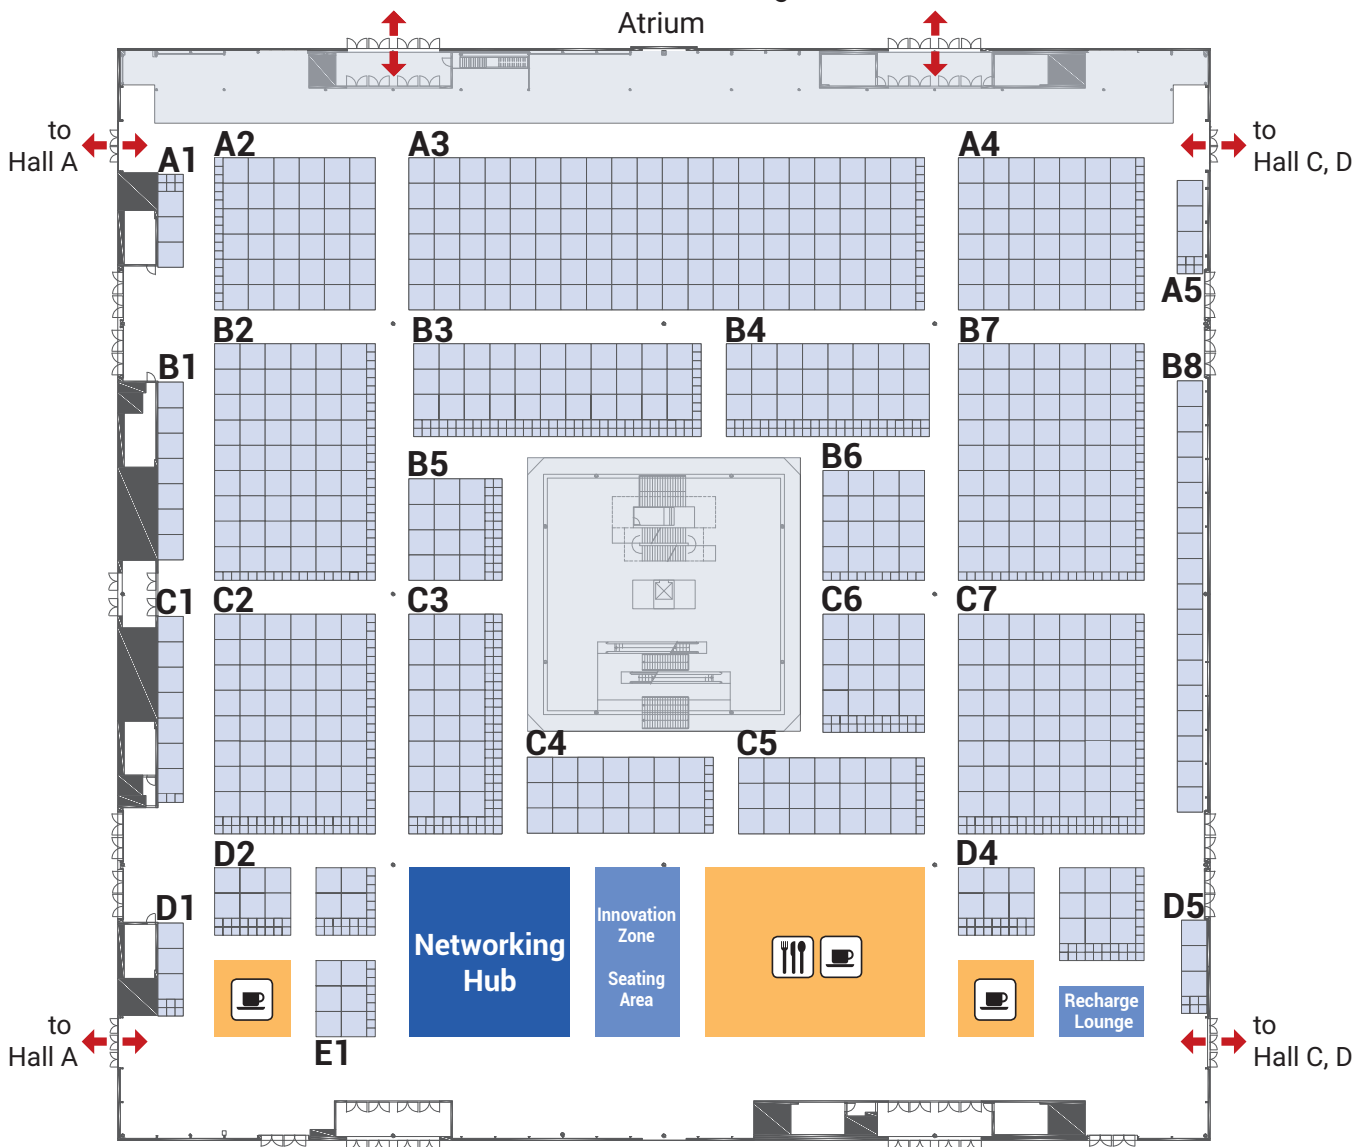 Atrium
to
Hall A
to
Hall C, D
A1
A2
A3
A4
A5
B1
B2
B3
B4
B7
B8
B5
B6
C1
C2
C3
C6
C7
C4
C5
D2
D4
D1
D5
Networking
Hub
Innovation
Zone
Seating
Area
Recharge
Lounge
E1
to
Hall A
to
Hall C, D